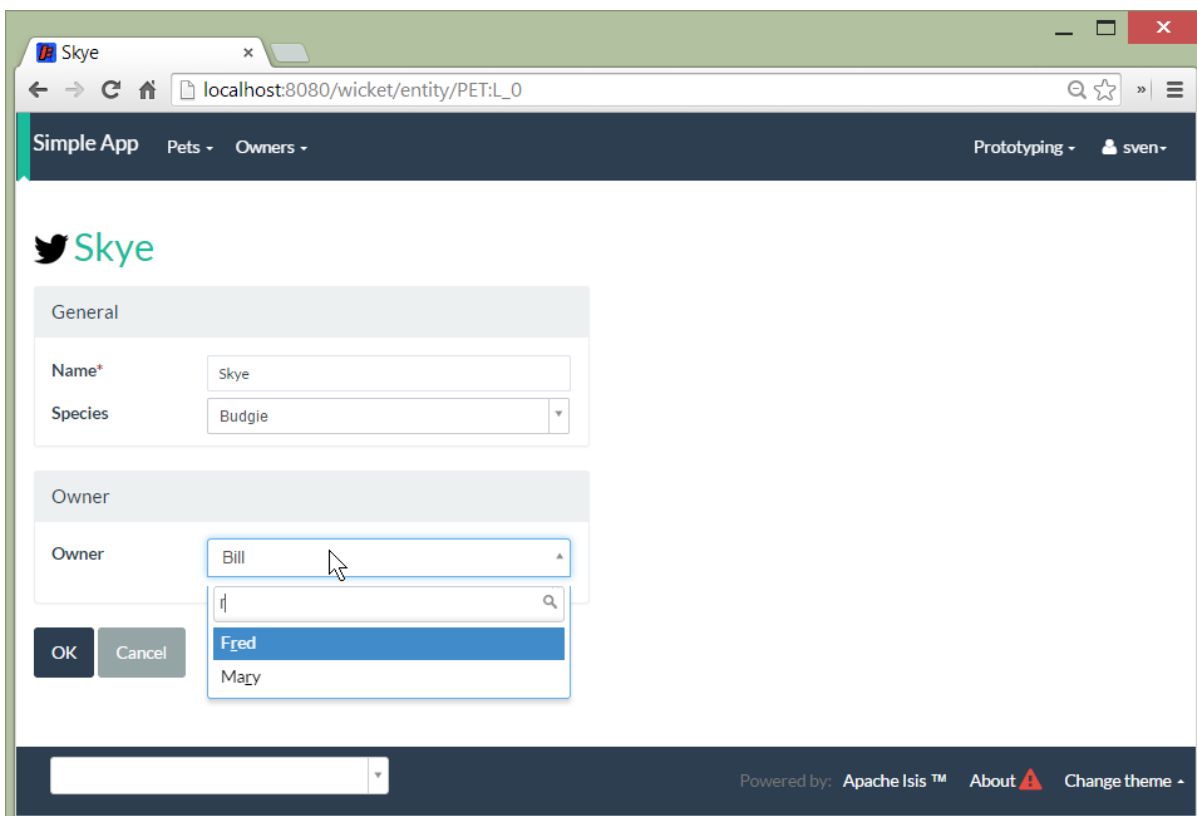 Skye
localhost:8080/wicket/entity/PET:L_0
Simple App Pets Owners Prototyping sven
Skye
General
Name* Skye
Species Budgie
Owner
Owner Bill
r
Fred
Mary
OK Cancel
Powered by: Apache Isis ™ About Change theme